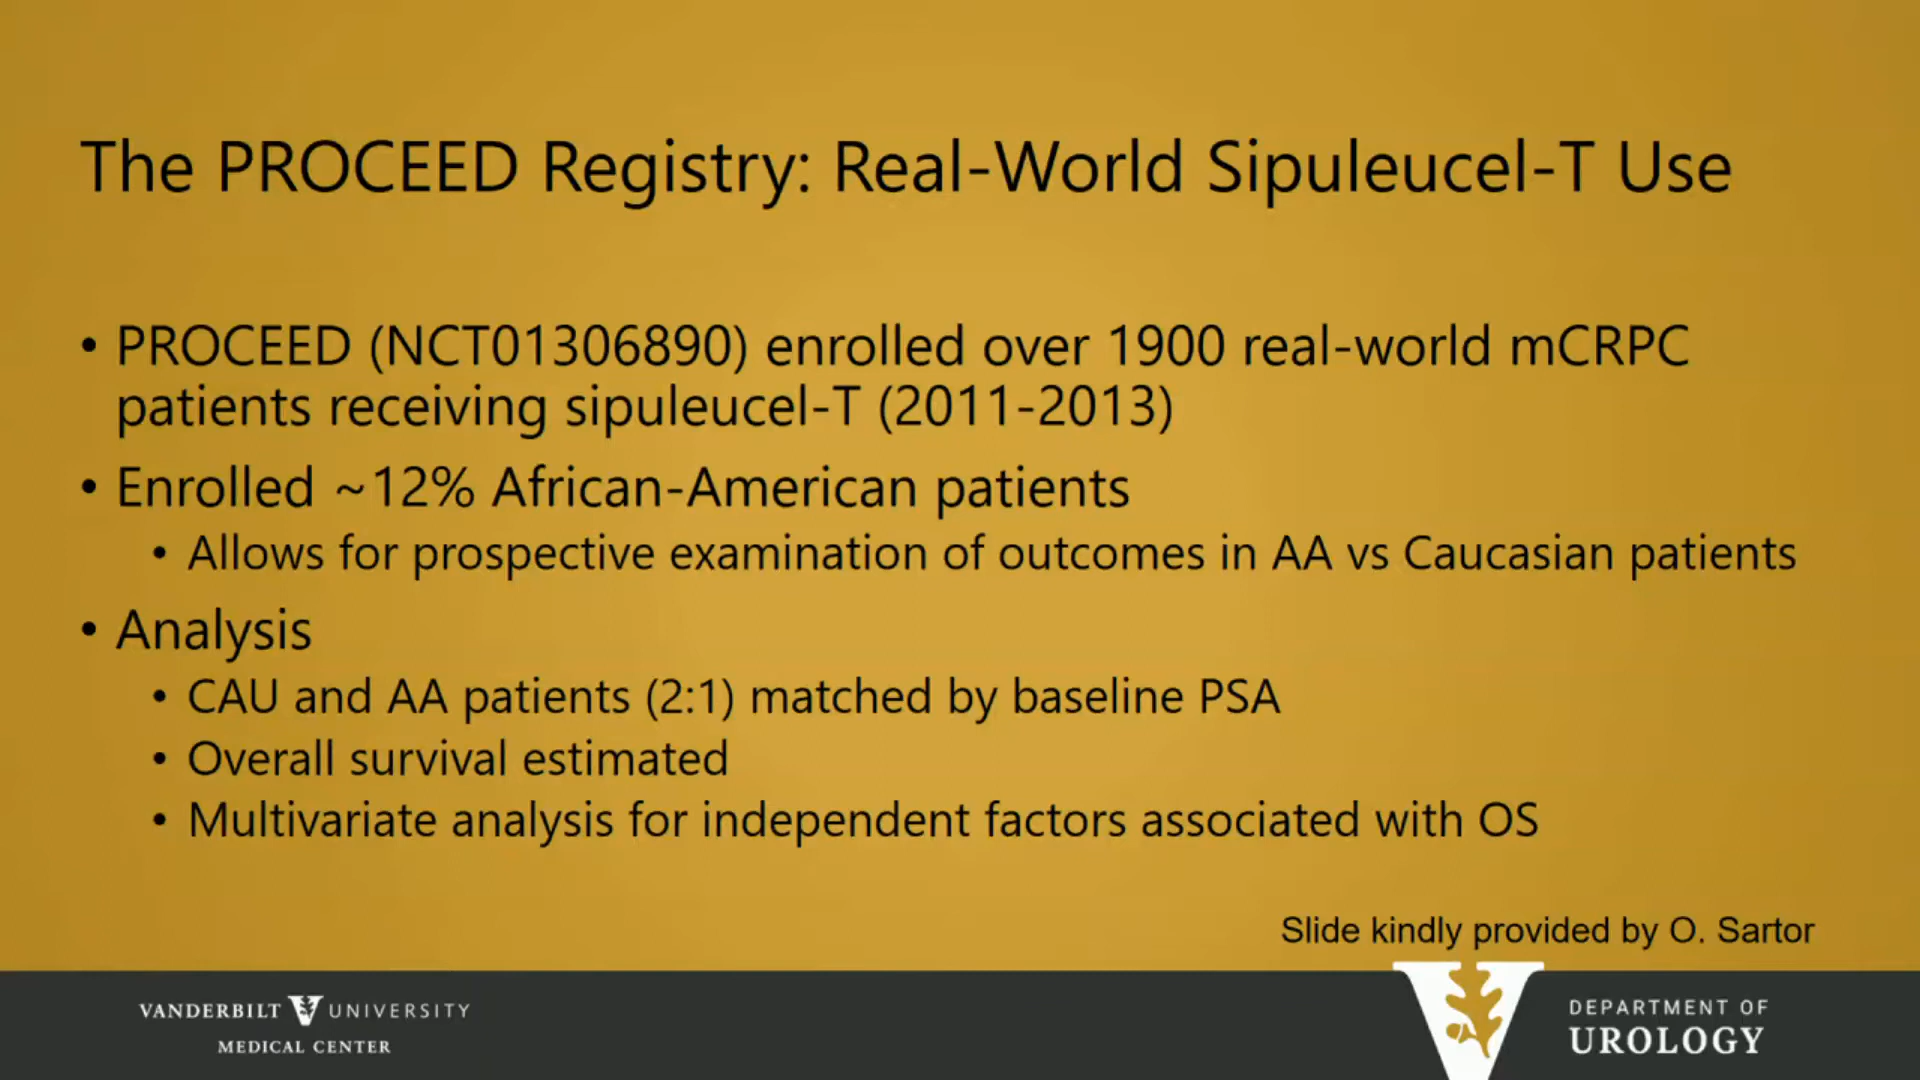 The PROCEED Registry: Real-World Sipuleucel-T Use
• PROCEED (NCT01306890) enrolled over 1900 real-world mCRPC
patients receiving sipuleucel-T (2011-2013)
• Enrolled ~12% African-American patients
• Allows for prospective examination of outcomes in AA vs Caucasian patients
• Analysis
• CAU and AA patients (2:1) matched by baseline PSA
• Overall survival estimated
• Multivariate analysis for independent factors associated with OS
Slide kindly provided by O. Sartor
VANDERBILT V UNIVERSITY
MEDICAL CENTER
DEPARTMENT OF
UROLOGY